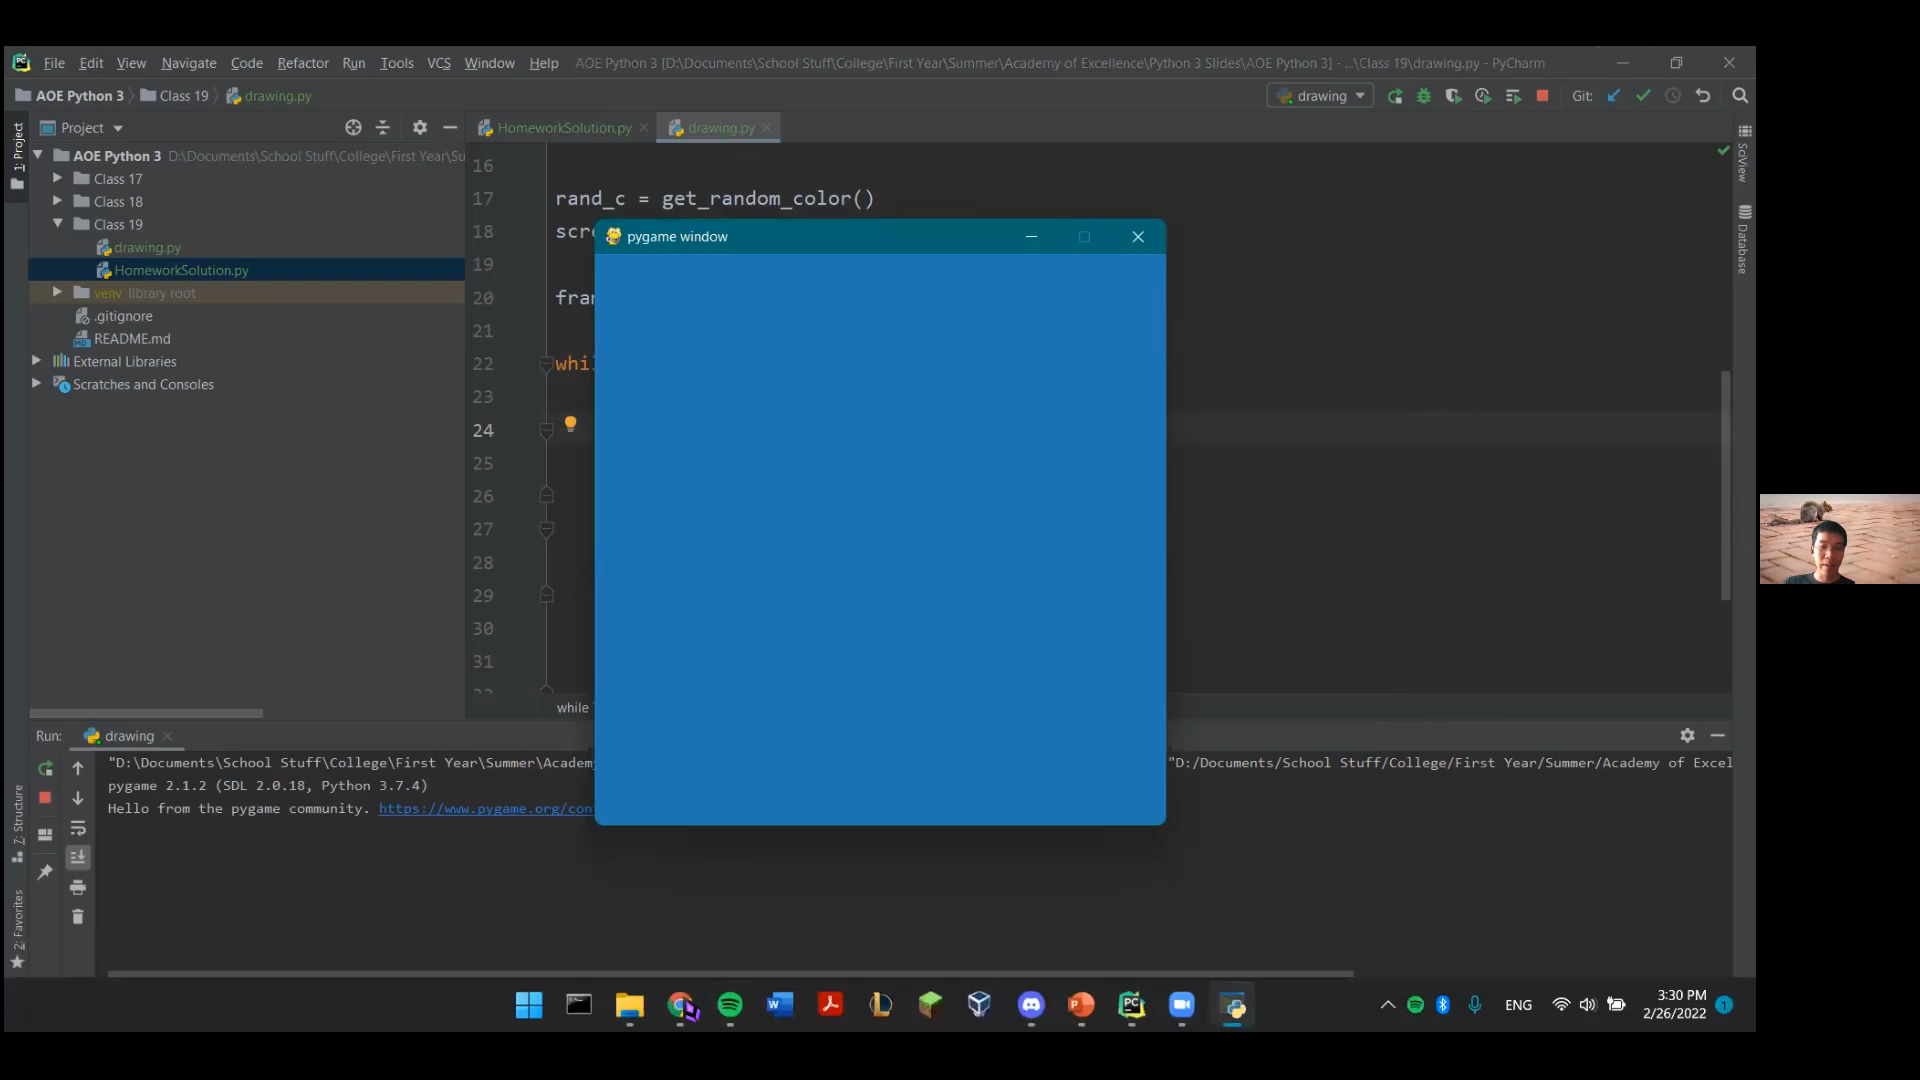 File Edit View Navigate Code Refactor Run Tools VCS Window Help AOE Python 3 [D:\Documents\School Stuff\College\First Year\Summer\Academy of Excellence\Python 3 Slides\AOE Python 3] - ...\Class 19\drawing.py - PyCharm
AOE Python 3 Class 19 drawing.py
drawing Git:
Project
HomeworkSolution.py drawing.py
1: Project
AOE Python 3 D:\Documents\School Stuff\College\First Year\Su
Class 17
Class 18
Class 19
drawing.py
HomeworkSolution.py
venv library root
.gitignore
README.md
External Libraries
Scratches and Consoles
16
17 rand_c = get_random_color()
18 scre
19
20 fran
21
22 whil
23
24
25
26
27
28
29
30
31
while
pygame window
SciView
Database
Run: drawing
"D:\Documents\School Stuff\College\First Year\Summer\Academ "D:/Documents/School Stuff/College/First Year/Summer/Academy of Excel
pygame 2.1.2 (SDL 2.0.18, Python 3.7.4)
Hello from the pygame community. https://www.pygame.org/con
7: Structure
2: Favorites
ENG
3:30 PM
2/26/2022
1